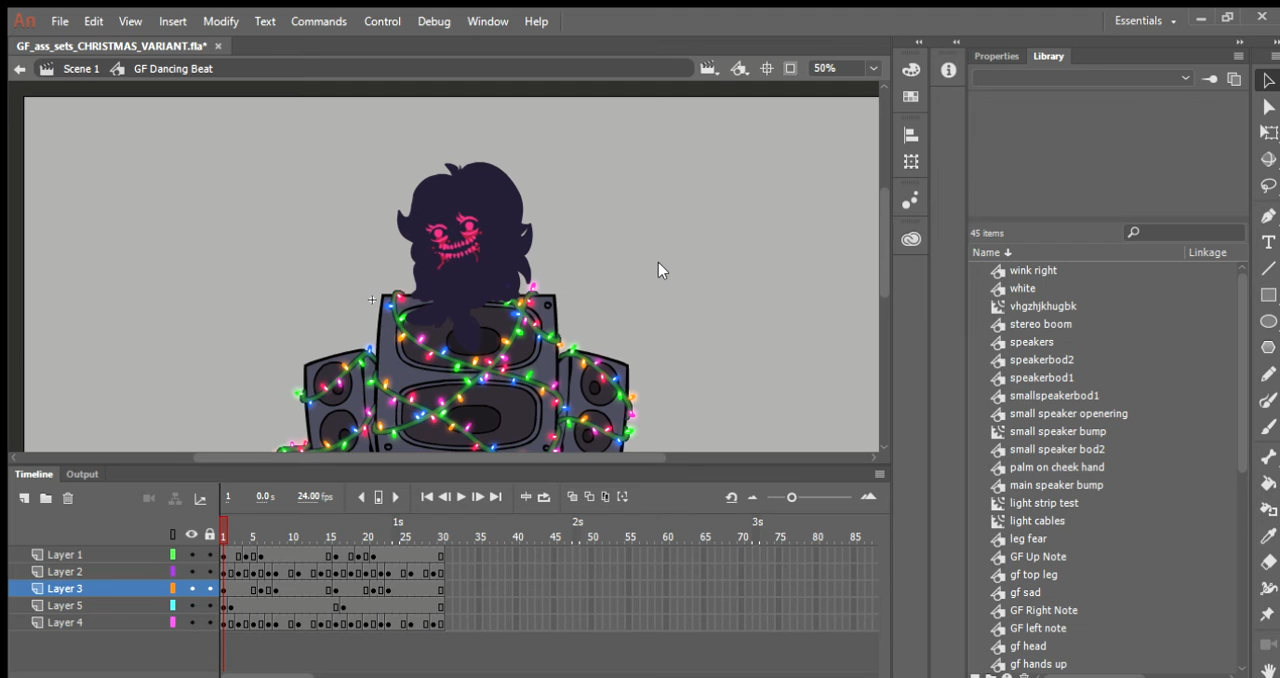 An File Edit View Insert Modify Text Commands Control Debug Window Help Essentials
GF_ass_sets_CHRISTMAS_VARIANT.fla* ×
Scene 1 GF Dancing Beat 50%
Properties Library
45 items
Name Linkage
wink right
white
vhgzhjkhugbk
stereo boom
speakers
speakerbod2
speakerbod1
smallspeakerbod1
small speaker openering
small speaker bump
small speaker bod2
palm on cheek hand
main speaker bump
light strip test
light cables
leg fear
GF Up Note
gf top leg
gf sad
GF Right Note
GF left note
gf head
gf hands up
Timeline Output
1 0.0 s 24.00 fps
1s 2s 3s
1 5 10 15 20 25 30 35 40 45 50 55 60 65 70 75 80 85
Layer 1
Layer 2
Layer 3
Layer 5
Layer 4